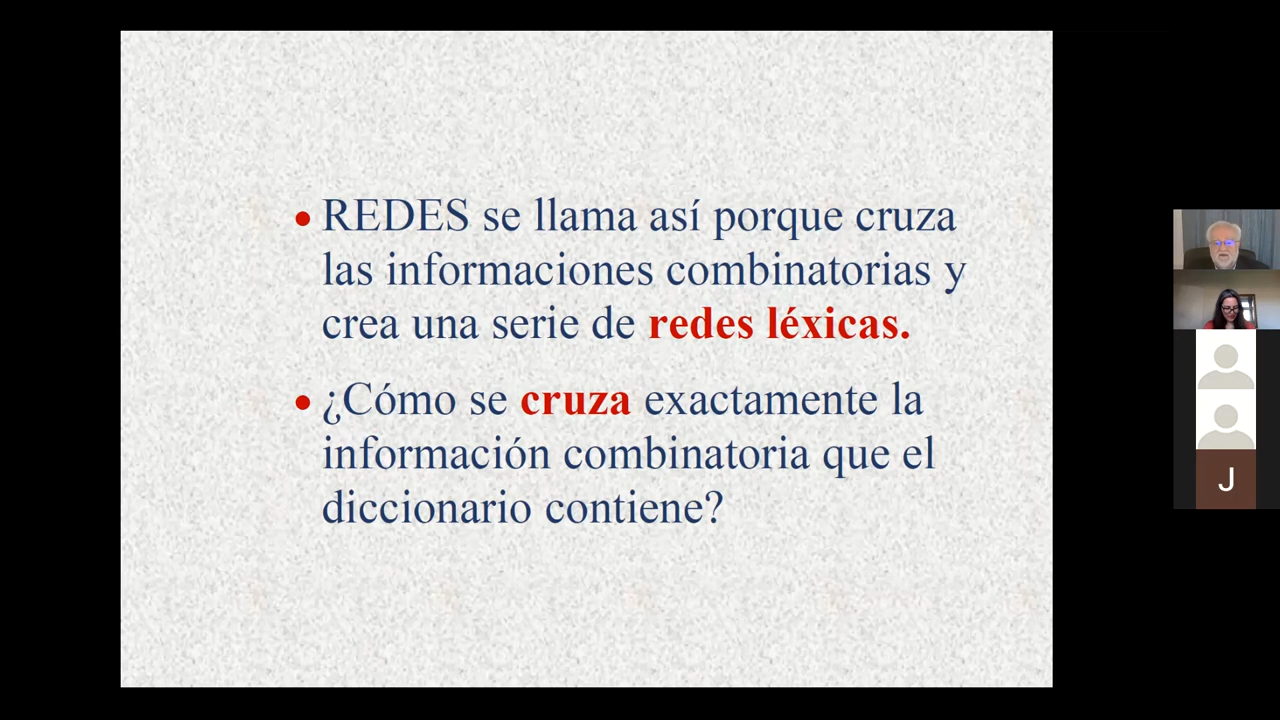 REDES se llama así porque cruza
las informaciones combinatorias y
crea una serie de redes léxicas.
¿Cómo se cruza exactamente la
información combinatoria que el
diccionario contiene?
J